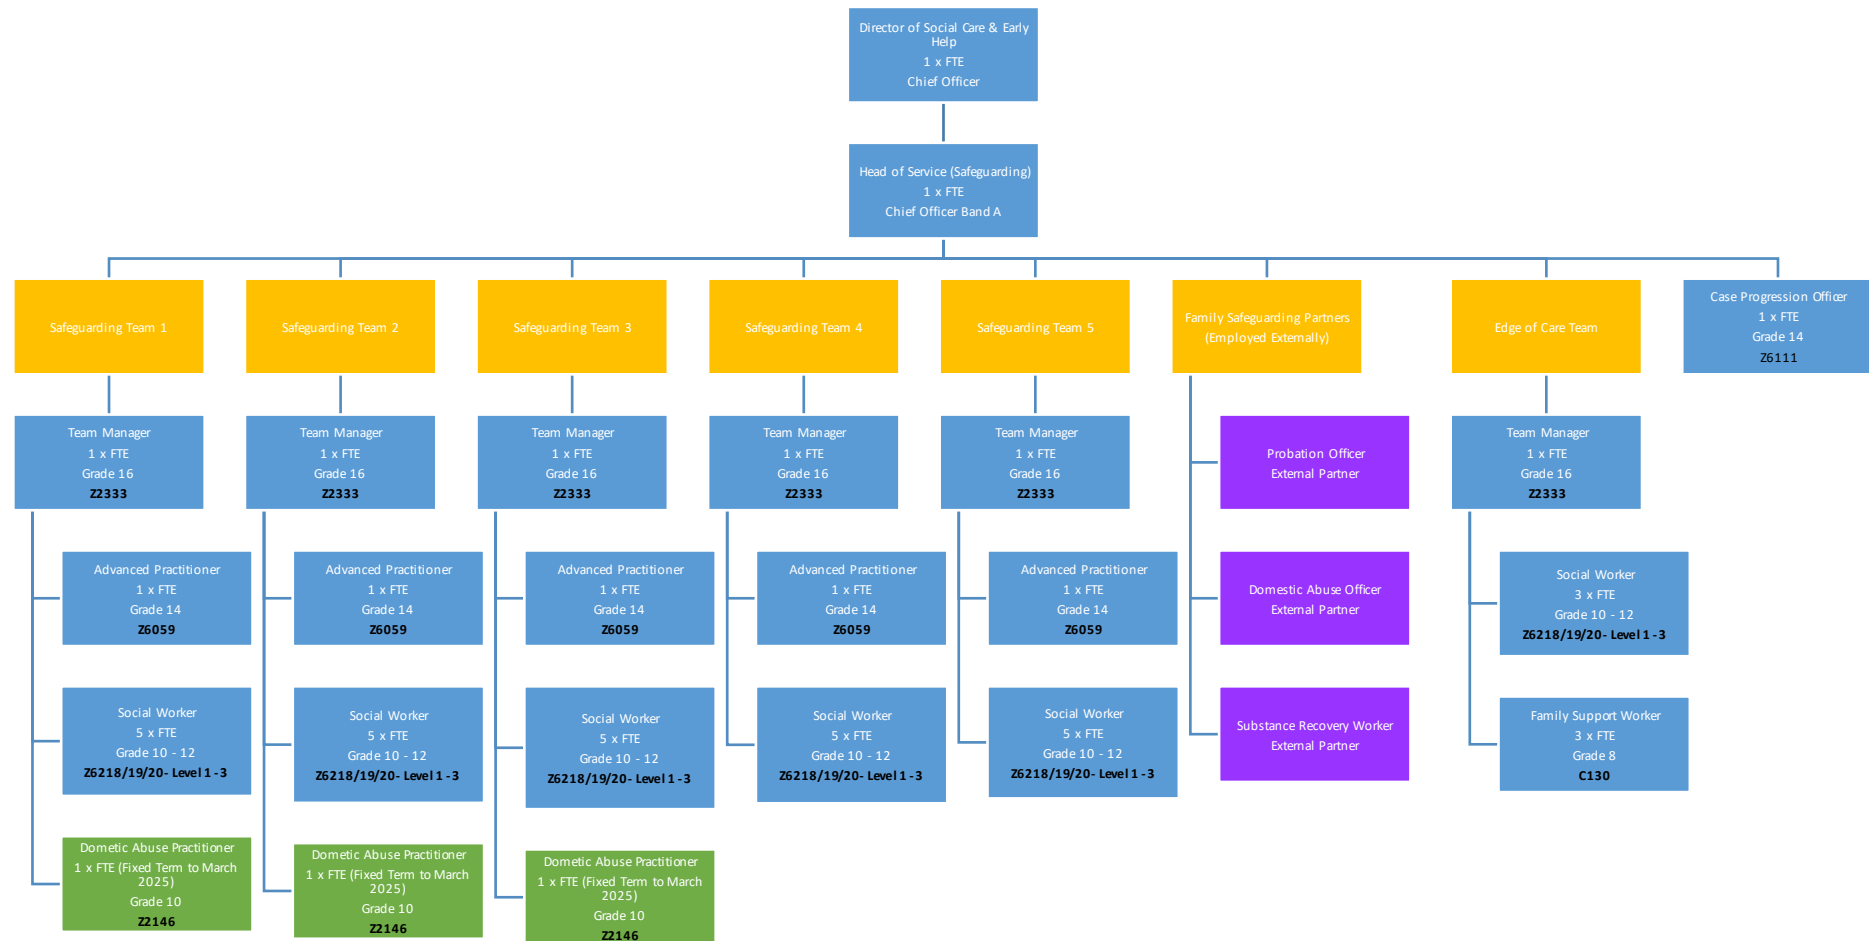 Director of Social Care & Early
Help
1 x FTE
Chief Officer
Head of Service (Safeguarding)
1 x FTE
Chief Officer Band A
Safeguarding Team 1
Safeguarding Team 2
Safeguarding Team 3
Safeguarding Team 4
Safeguarding Team 5
Family Safeguarding Partners
(Employed Externally)
Edge of Care Team
Case Progression Officer
1 x FTE
Grade 14
Z6111
Team Manager
1 x FTE
Grade 16
Z2333
Team Manager
1 x FTE
Grade 16
Z2333
Team Manager
1 x FTE
Grade 16
Z2333
Team Manager
1 x FTE
Grade 16
Z2333
Team Manager
1 x FTE
Grade 16
Z2333
Probation Officer
External Partner
Team Manager
1 x FTE
Grade 16
Z2333
Advanced Practitioner
1 x FTE
Grade 14
Z6059
Advanced Practitioner
1 x FTE
Grade 14
Z6059
Advanced Practitioner
1 x FTE
Grade 14
Z6059
Advanced Practitioner
1 x FTE
Grade 14
Z6059
Advanced Practitioner
1 x FTE
Grade 14
Z6059
Domestic Abuse Officer
External Partner
Social Worker
3 x FTE
Grade 10 - 12
Z6218/19/20- Level 1 -3
Social Worker
5 x FTE
Grade 10 - 12
Z6218/19/20- Level 1 -3
Social Worker
5 x FTE
Grade 10 - 12
Z6218/19/20- Level 1 -3
Social Worker
5 x FTE
Grade 10 - 12
Z6218/19/20- Level 1 -3
Social Worker
5 x FTE
Grade 10 - 12
Z6218/19/20- Level 1 -3
Social Worker
5 x FTE
Grade 10 - 12
Z6218/19/20- Level 1 -3
Substance Recovery Worker
External Partner
Family Support Worker
3 x FTE
Grade 8
C130
Dometic Abuse Practitioner
1 x FTE (Fixed Term to March
2025)
Grade 10
Z2146
Dometic Abuse Practitioner
1 x FTE (Fixed Term to March
2025)
Grade 10
Z2146
Dometic Abuse Practitioner
1 x FTE (Fixed Term to March
2025)
Grade 10
Z2146